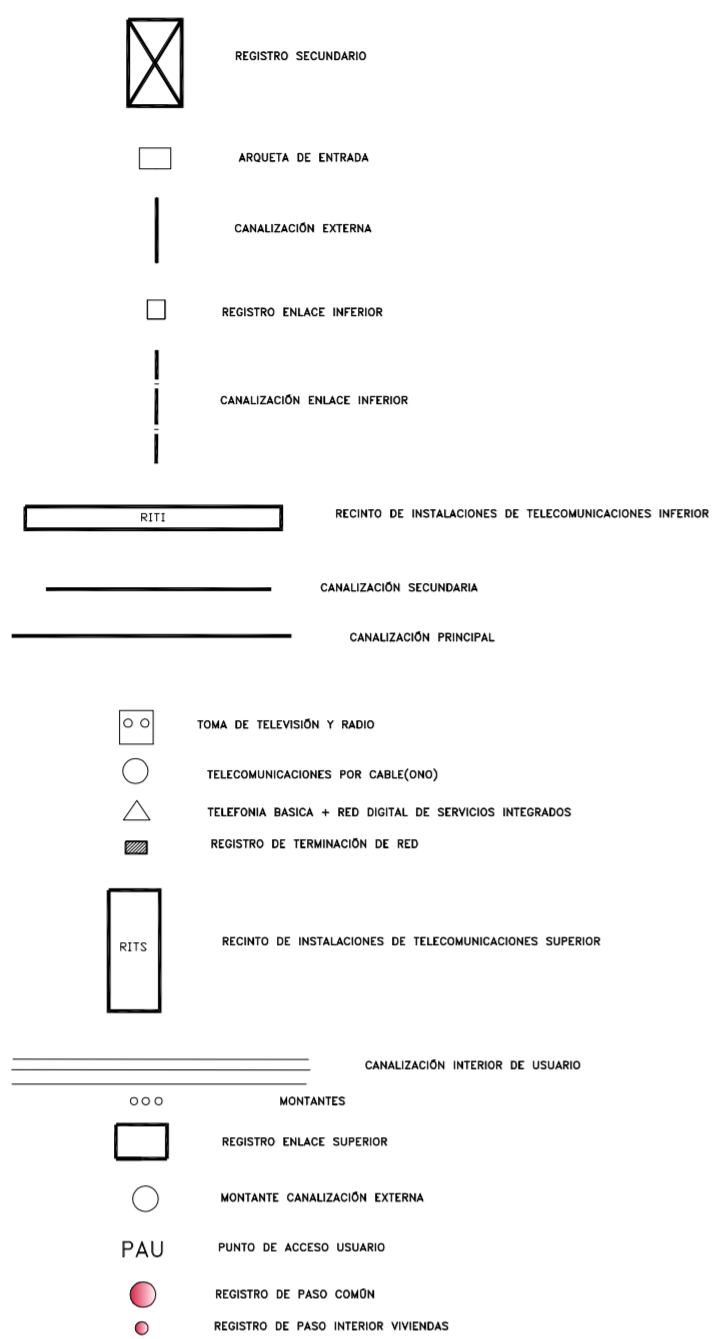 REGISTRO SECUNDARIO
ARQUETA DE ENTRADA
CANALIZACIÓN EXTERNA
REGISTRO ENLACE INFERIOR
CANALIZACIÓN ENLACE INFERIOR
RITI RECINTO DE INSTALACIONES DE TELECOMUNICACIONES INFERIOR
CANALIZACIÓN SECUNDARIA
CANALIZACIÓN PRINCIPAL
TOMA DE TELEVISIÓN Y RADIO
TELECOMUNICACIONES POR CABLE(ONO)
TELEFONIA BASICA + RED DIGITAL DE SERVICIOS INTEGRADOS
REGISTRO DE TERMINACIÓN DE RED
RITS RECINTO DE INSTALACIONES DE TELECOMUNICACIONES SUPERIOR
CANALIZACIÓN INTERIOR DE USUARIO
MONTANTES
REGISTRO ENLACE SUPERIOR
MONTANTE CANALIZACIÓN EXTERNA
PAU PUNTO DE ACCESO USUARIO
REGISTRO DE PASO COMÚN
REGISTRO DE PASO INTERIOR VIVIENDAS